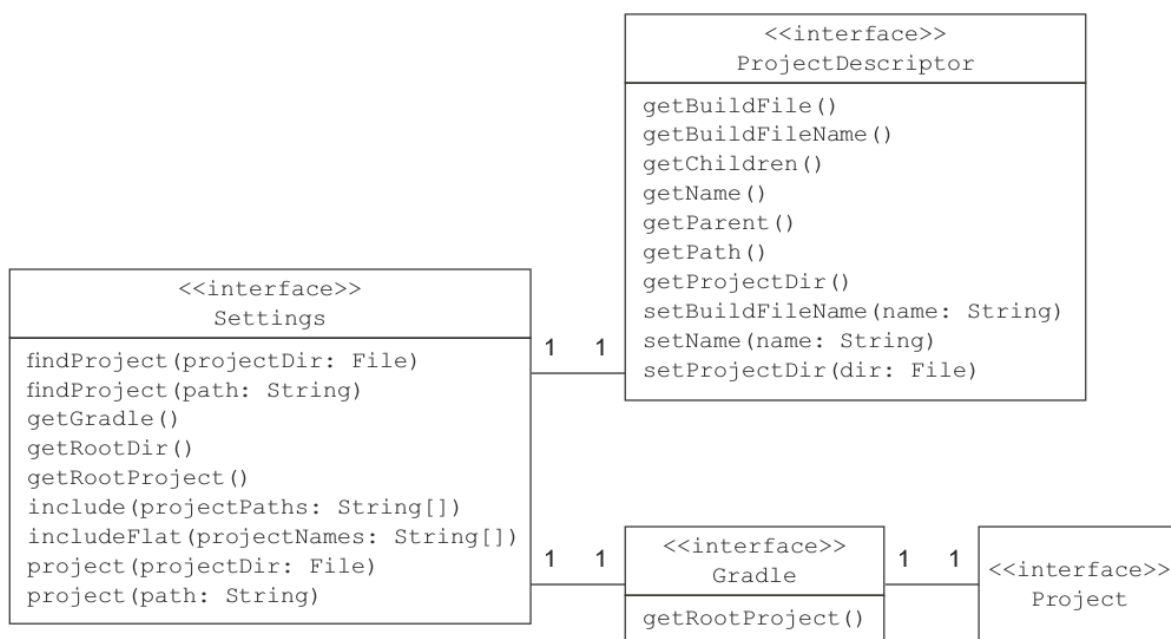 <<interface>>
ProjectDescriptor
getBuildFile()
getBuildFileName()
getChildren()
getName()
getParent()
getPath()
getProjectDir()
setBuildFileName(name: String)
setName(name: String)
setProjectDir(dir: File)
<<interface>>
Settings
findProject(projectDir: File)
findProject(path: String)
getGradle()
getRootDir()
getRootProject()
include(projectPaths: String[])
includeFlat(projectNames: String[])
project(projectDir: File)
project(path: String)
1 1
1 1
<<interface>>
Gradle
getRootProject()
1 1
<<interface>>
Project